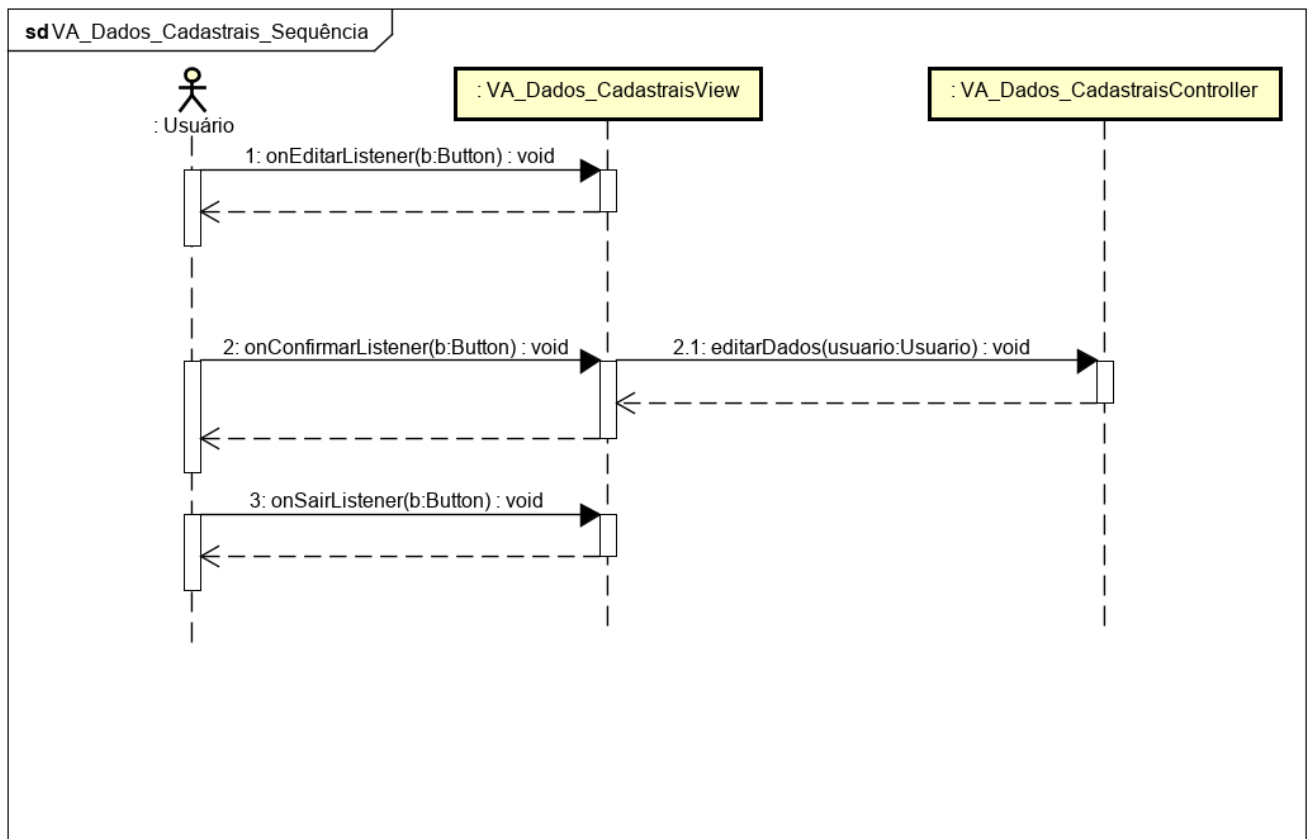 sd VA_Dados_Cadastrais_Sequência
: Usuário
: VA_Dados_CadastraisView
: VA_Dados_CadastraisController
1: onEditarListener(b:Button) : void
2: onConfirmarListener(b:Button) : void
2.1: editarDados(usuario:Usuario) : void
3: onSairListener(b:Button) : void